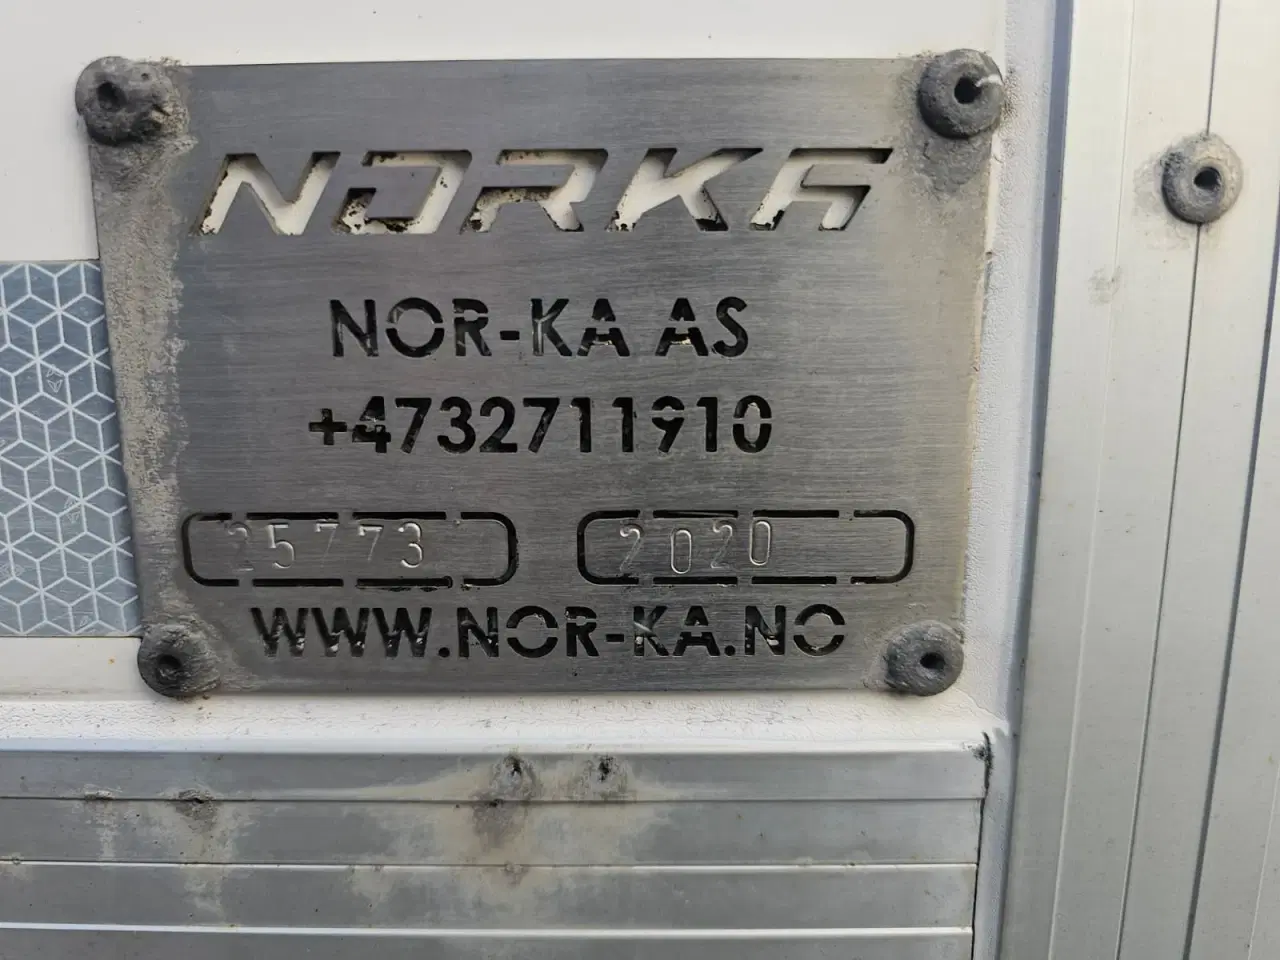 NORKA
NOR-KA AS
+4732711910
25773 2020
WWW.NOR-KA.NO